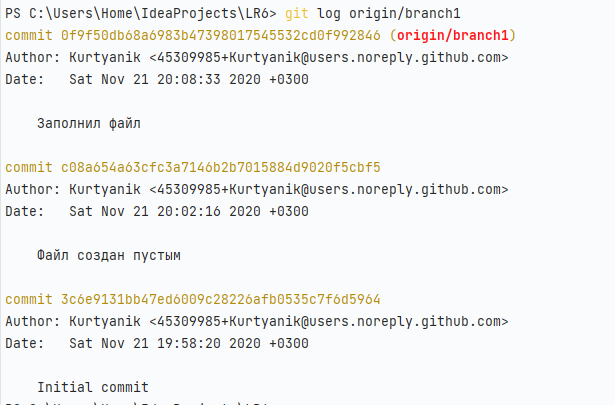 PS C:\Users\Home\IdeaProjects\LR6> git log origin/branch1
commit 0f9f50db68a6983b47398017545532cd0f992846 (origin/branch1)
Author: Kurtyanik <45309985+Kurtyanik@users.noreply.github.com>
Date:   Sat Nov 21 20:08:33 2020 +0300
Заполнил файл
commit c08a654a63cfc3a7146b2b7015884d9020f5cbf5
Author: Kurtyanik <45309985+Kurtyanik@users.noreply.github.com>
Date:   Sat Nov 21 20:02:16 2020 +0300
Файл создан пустым
commit 3c6e9131bb47ed6009c28226afb0535c7f6d5964
Author: Kurtyanik <45309985+Kurtyanik@users.noreply.github.com>
Date:   Sat Nov 21 19:58:20 2020 +0300
Initial commit